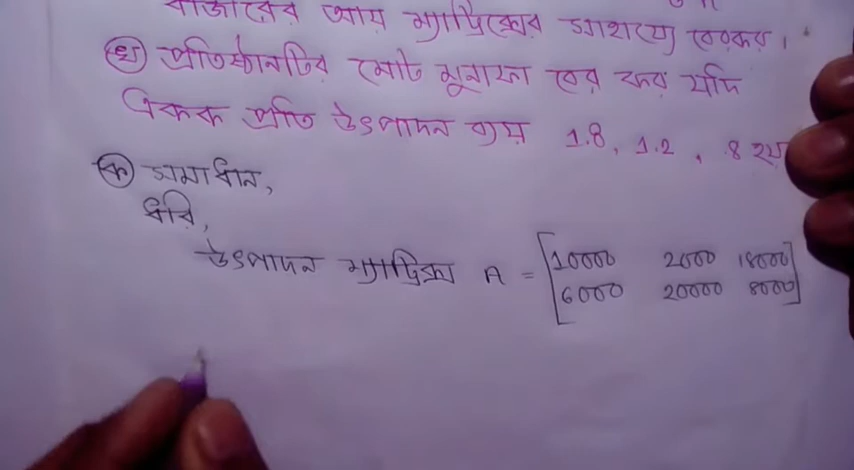 বাজারের আয় ম্যাট্রিক্সের সাহায্যে বেরকর।
(খ) প্রতিষ্ঠানটির মোট মুনাফা বের কর যদি
একক প্রতি উৎপাদন ব্যয় 1.8, 1.2, .8 হয়
(ক) সমাধান,
ধরি,
উৎপাদন ম্যাট্রিক্স A = [10000 2000 18000
6000 20000 8000]